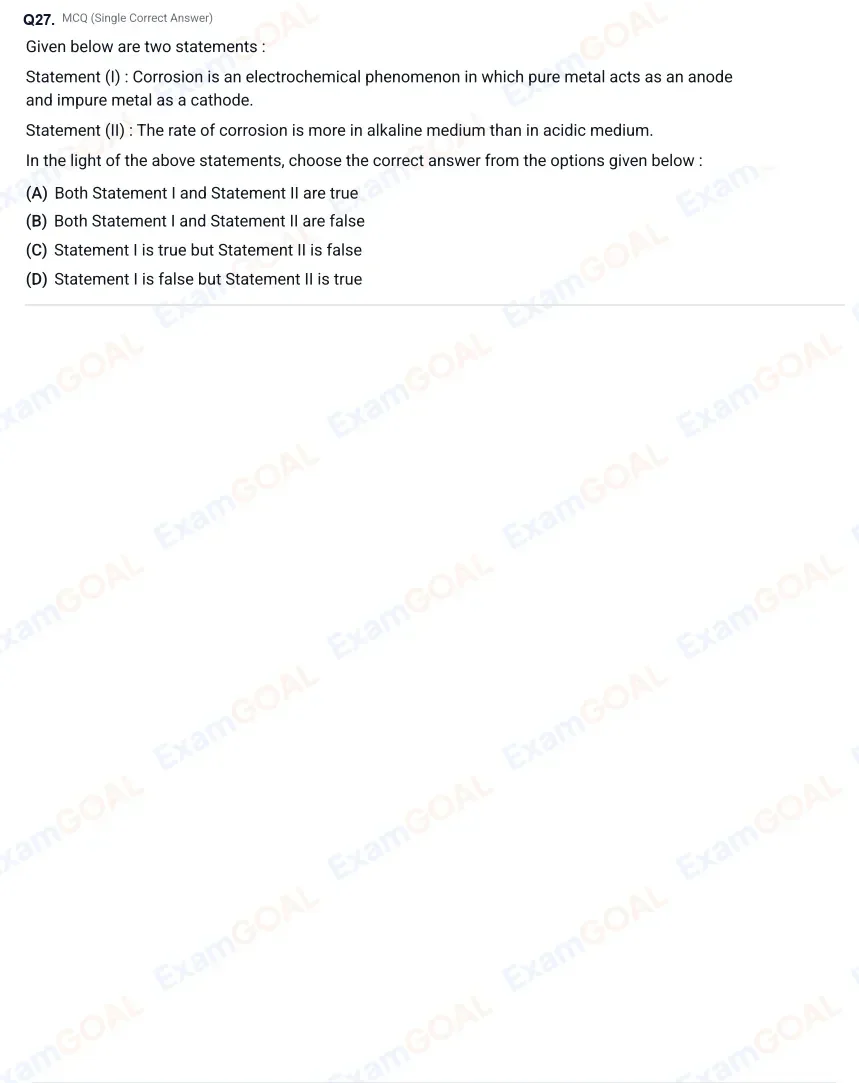 Q27. MCQ (Single Correct Answer)
Given below are two statements :
Statement (I) : Corrosion is an electrochemical phenomenon in which pure metal acts as an anode
and impure metal as a cathode.
Statement (II) : The rate of corrosion is more in alkaline medium than in acidic medium.
In the light of the above statements, choose the correct answer from the options given below :
(A) Both Statement I and Statement II are true
(B) Both Statement I and Statement II are false
(C) Statement I is true but Statement II is false
(D) Statement I is false but Statement II is true
ExamGOAL